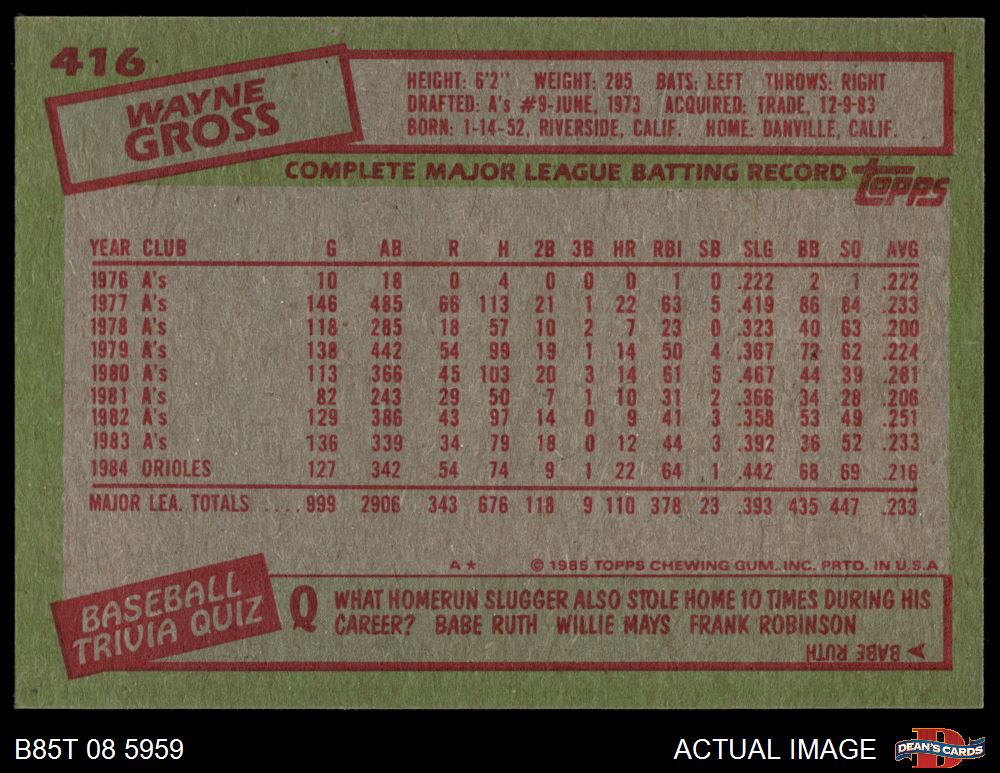 416
WAYNE
GROSS
HEIGHT: 6'2" WEIGHT: 205 BATS: LEFT THROWS: RIGHT
DRAFTED: A's #9-JUNE, 1973 ACQUIRED: TRADE, 12-9-83
BORN: 1-14-52, RIVERSIDE, CALIF. HOME: DANVILLE, CALIF.
COMPLETE MAJOR LEAGUE BATTING RECORD topps
YEAR CLUB G AB R H 2B 3B HR RBI SB SLG BB SO AVG
1976 A's 10 18 0 4 0 0 0 1 0 .222 2 1 .222
1977 A's 146 485 66 113 21 1 22 63 5 .419 86 84 .233
1978 A's 118 285 18 57 10 2 7 23 0 .323 40 63 .200
1979 A's 138 442 54 99 19 1 14 50 4 .367 72 62 .224
1980 A's 113 366 45 103 20 3 14 61 5 .467 44 39 .281
1981 A's 82 243 29 50 7 1 10 31 2 .366 34 28 .206
1982 A's 129 386 43 97 14 0 9 41 3 .358 53 49 .251
1983 A's 136 339 34 79 18 0 12 44 3 .392 36 52 .233
1984 ORIOLES 127 342 54 74 9 1 22 64 1 .442 68 69 .216
MAJOR LEA. TOTALS ....999 2906 343 676 118 9 110 378 23 .393 435 447 .233
A* © 1985 TOPPS CHEWING GUM, INC. PRTD. IN U.S.A
BASEBALL
TRIVIA QUIZ
Q WHAT HOMERUN SLUGGER ALSO STOLE HOME 10 TIMES DURING HIS
CAREER? BABE RUTH WILLIE MAYS FRANK ROBINSON
BABE RUTH
B85T 08 5959
ACTUAL IMAGE
D
DEAN'S CARDS